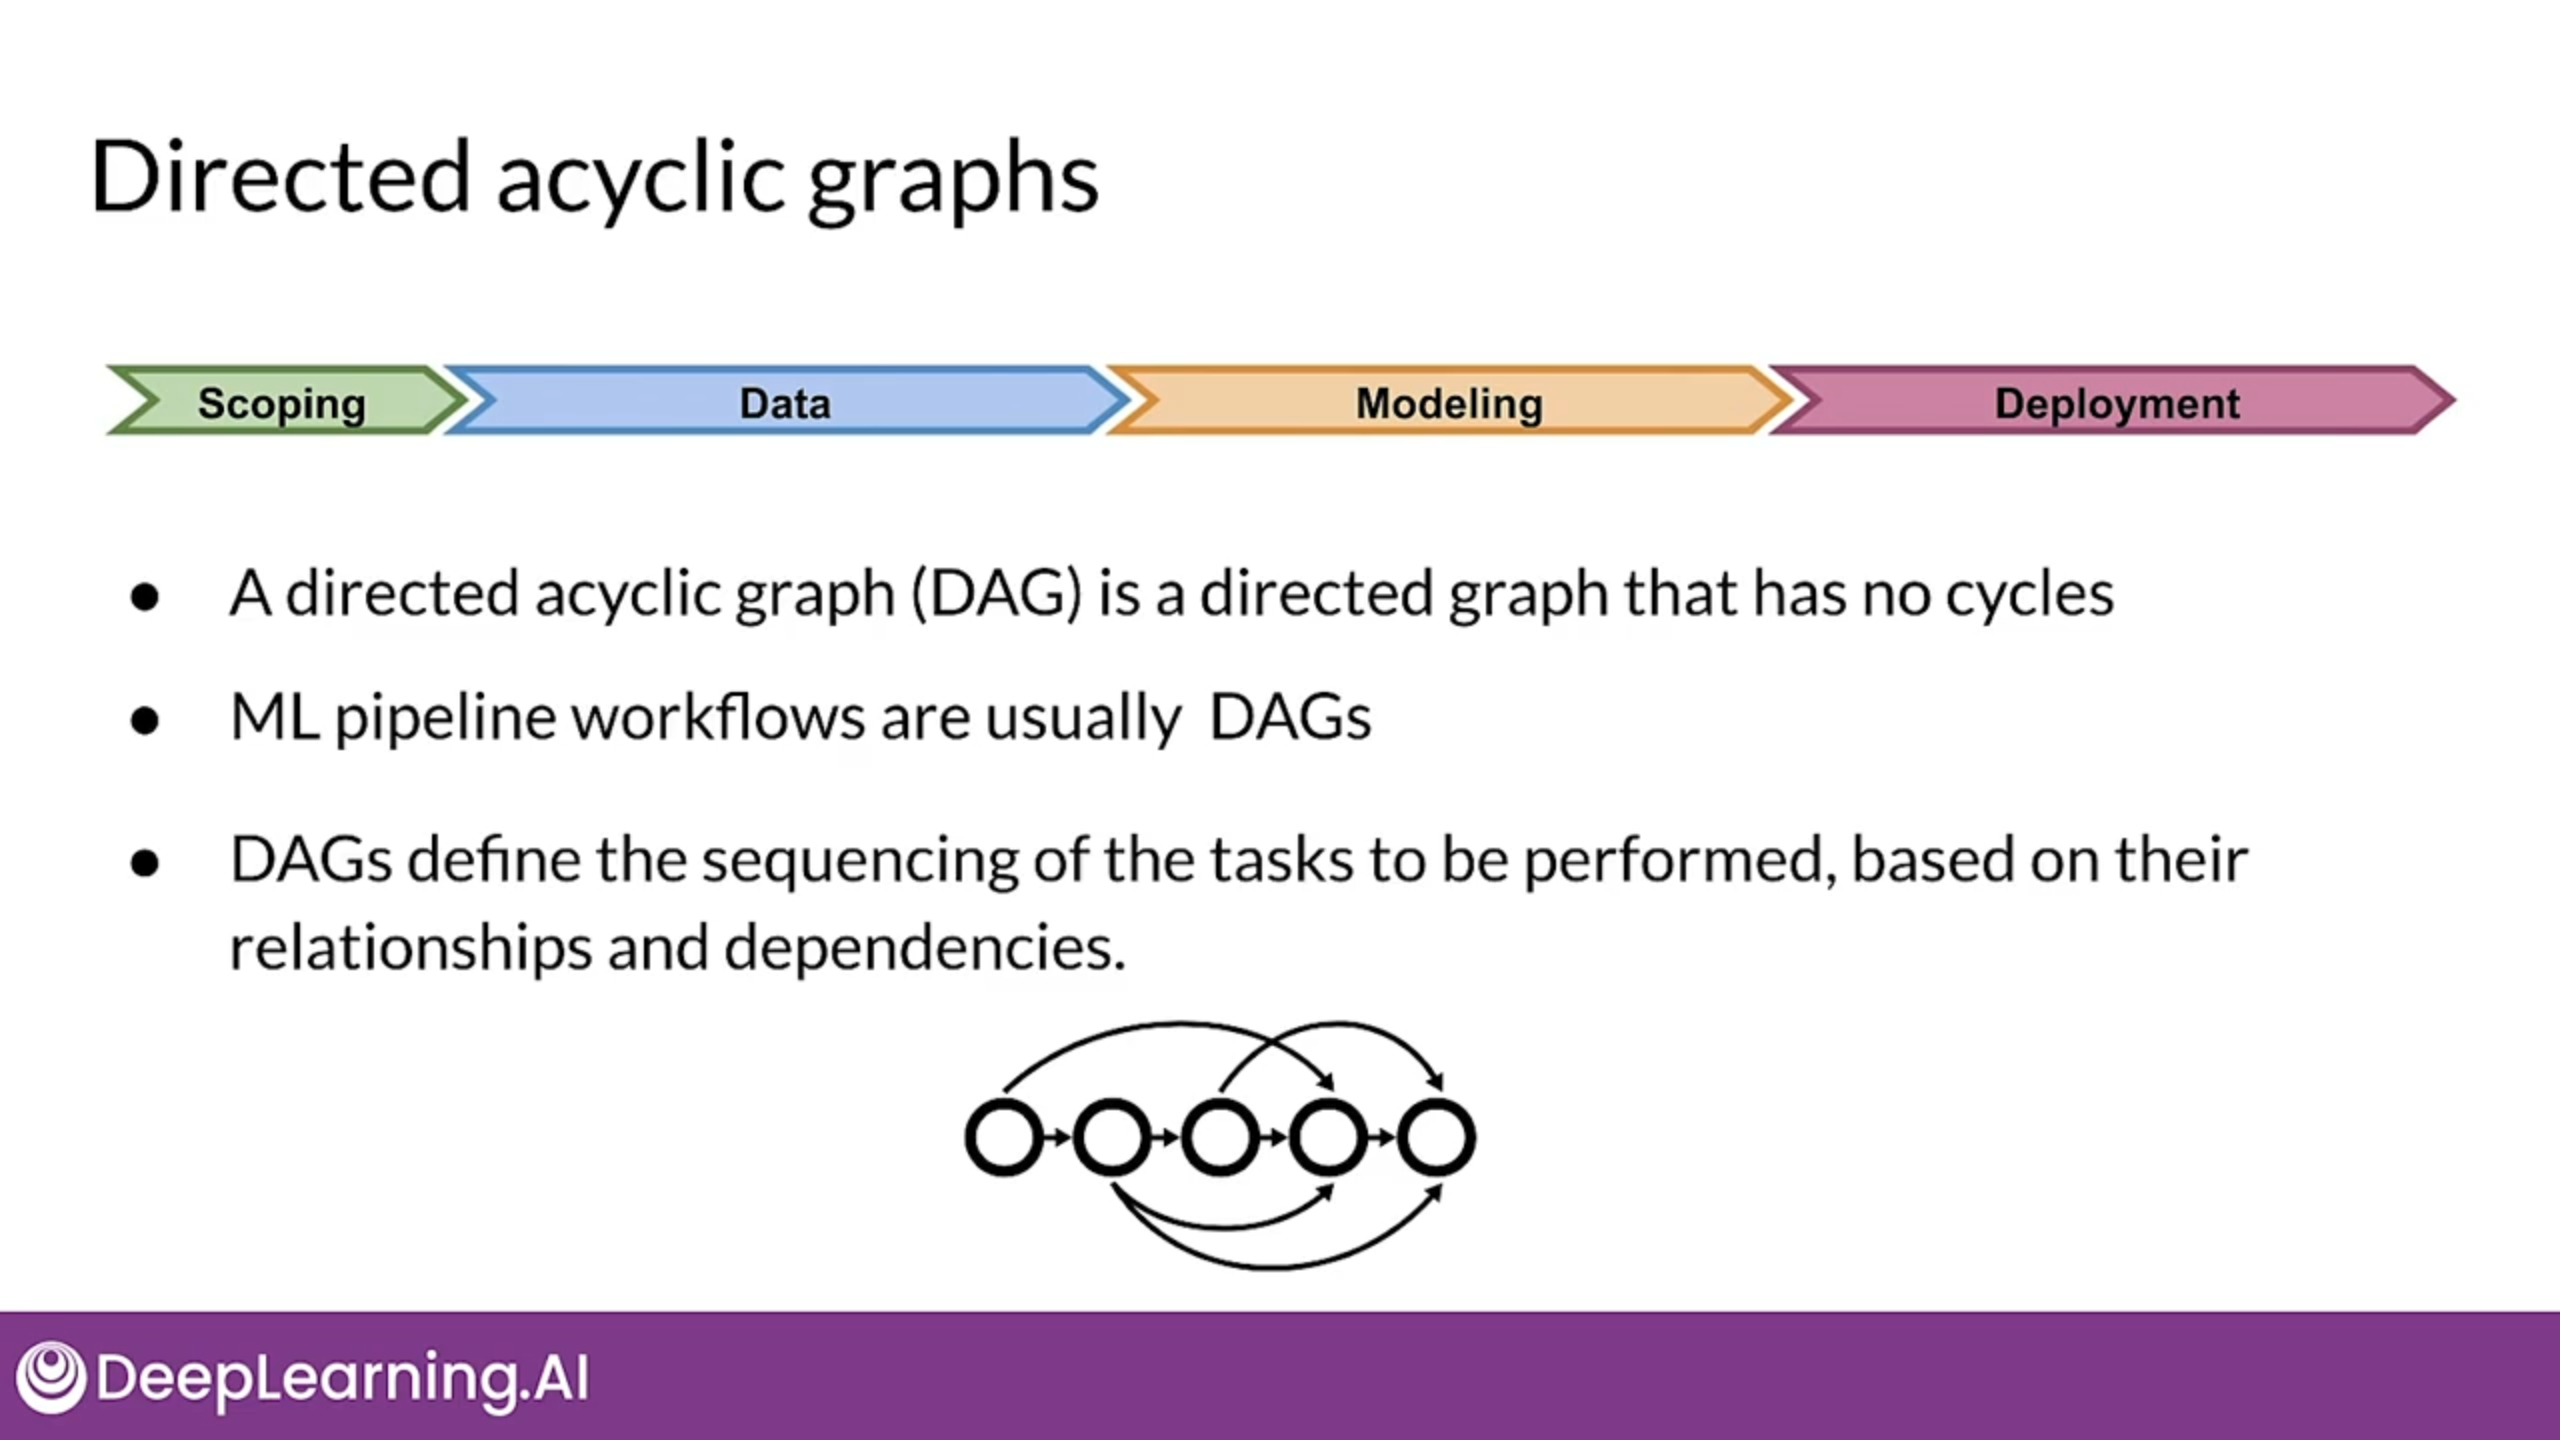 Directed acyclic graphs
Scoping
Data
Modeling
Deployment
● A directed acyclic graph (DAG) is a directed graph that has no cycles
● ML pipeline workflows are usually  DAGs
● DAGs define the sequencing of the tasks to be performed, based on their
relationships and dependencies.
DeepLearning.AI